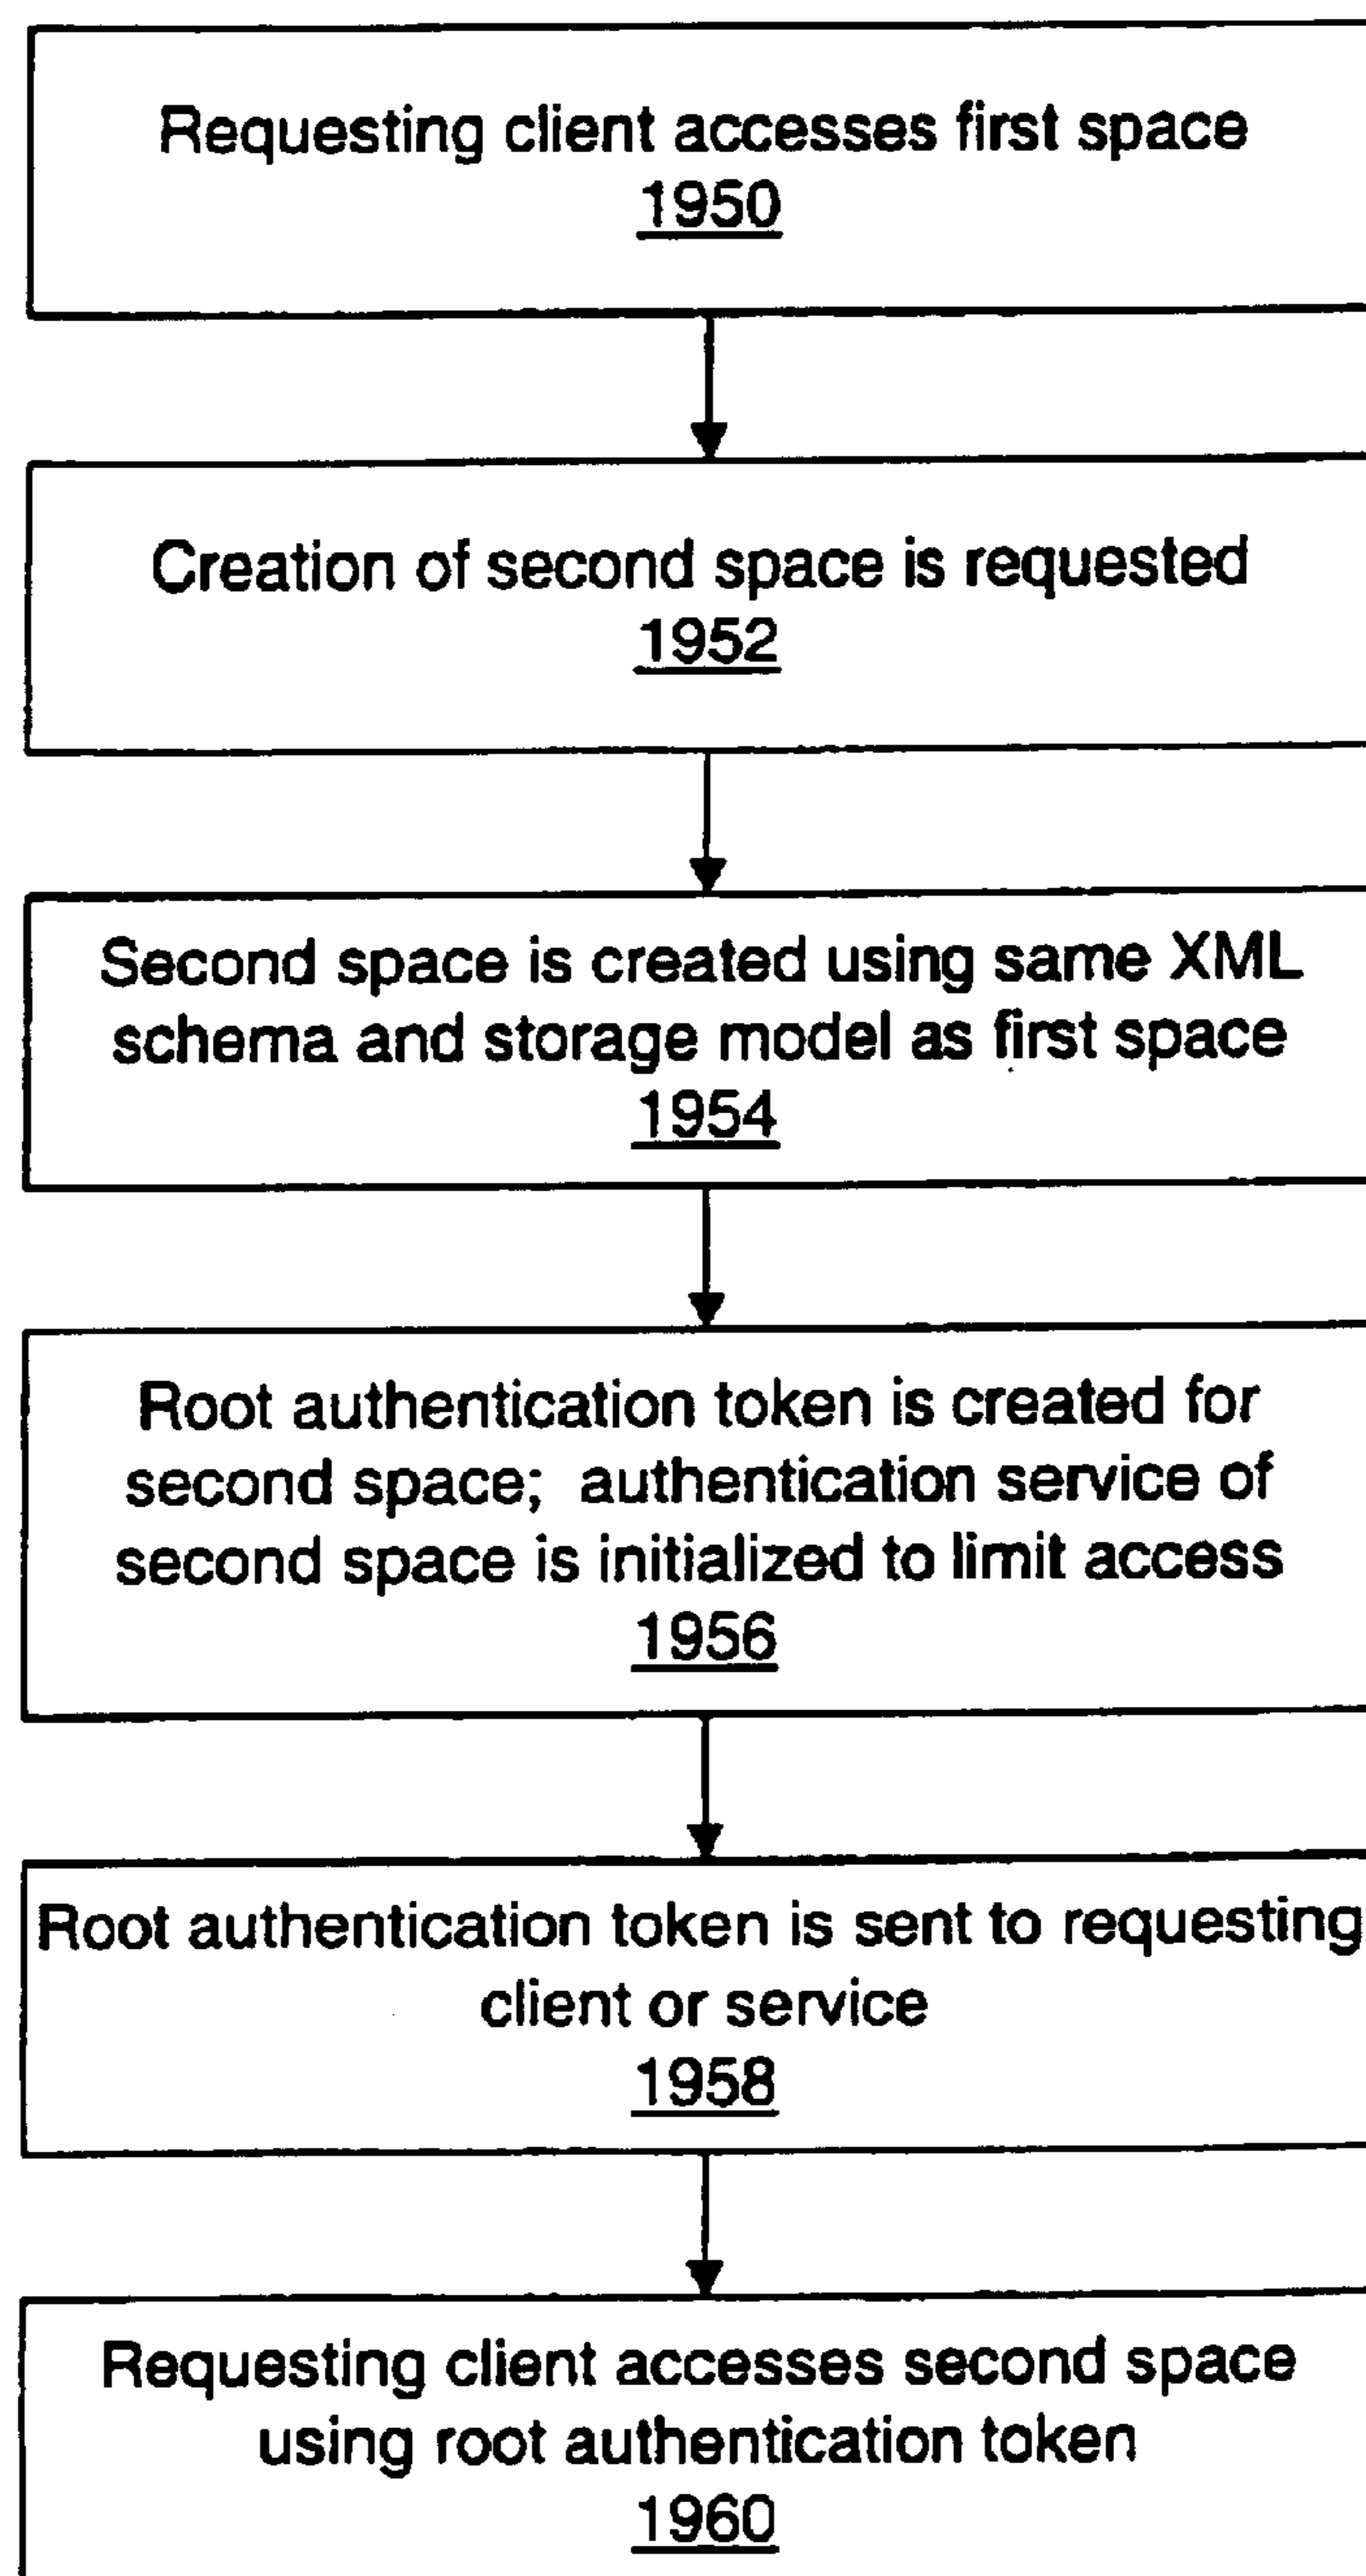 Requesting client accesses first space
1950
Creation of second space is requested
1952
Second space is created using same XML
schema and storage model as first space
1954
Root authentication token is created for
second space; authentication service of
second space is initialized to limit access
1956
Root authentication token is sent to requesting
client or service
1958
Requesting client accesses second space
using root authentication token
1960